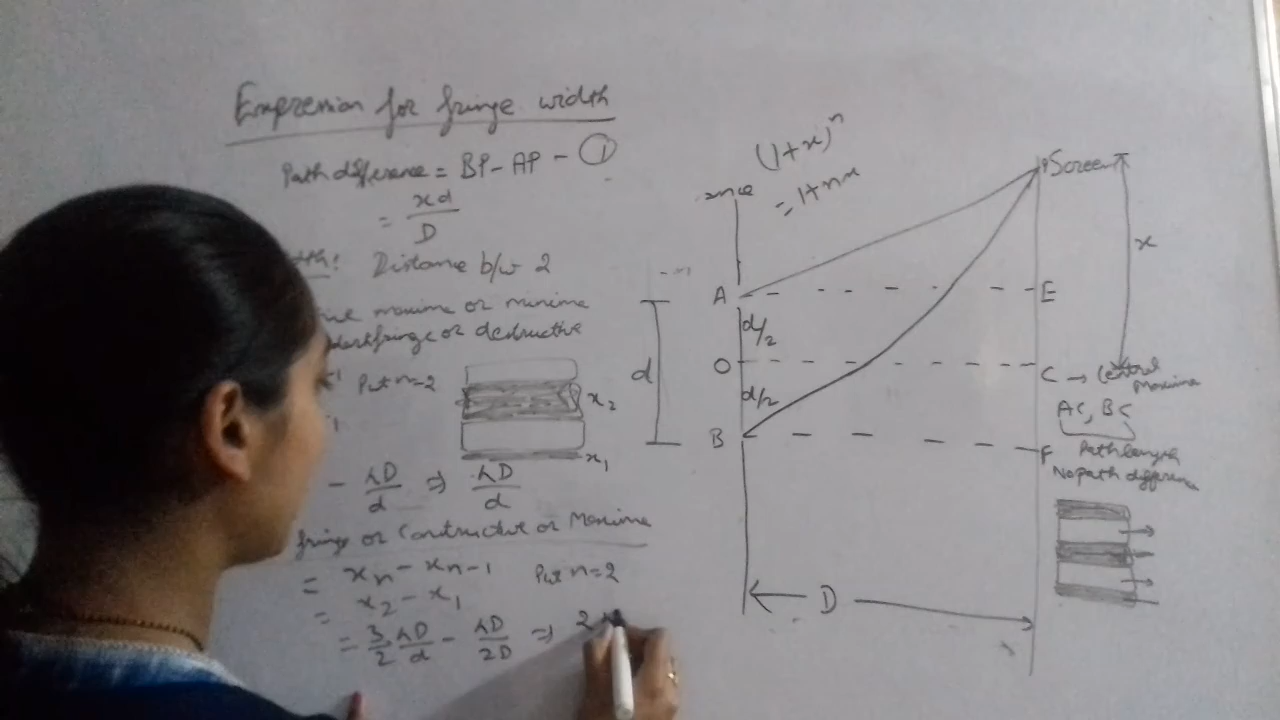 Expression for fringe width
Path difference = BP - AP - ①
= xd/D
Distance b/w 2
maxima or minima
darkfringe or destructive
Put n=2
x₂
x₁
- λD/d ⇒ λD/d
fringe or Constructive or Maxima
= xn - xn-1 Put n=2
= x₂ - x₁
= 3/2 λD/d - λD/2D ⇒ 2λ
(1+x)ⁿ
= 1+nx
P Screen
x
A
E
d/2
d
O
C → Central
Maxima
d/2
AC, BC
B
F
Path length
No path difference
D